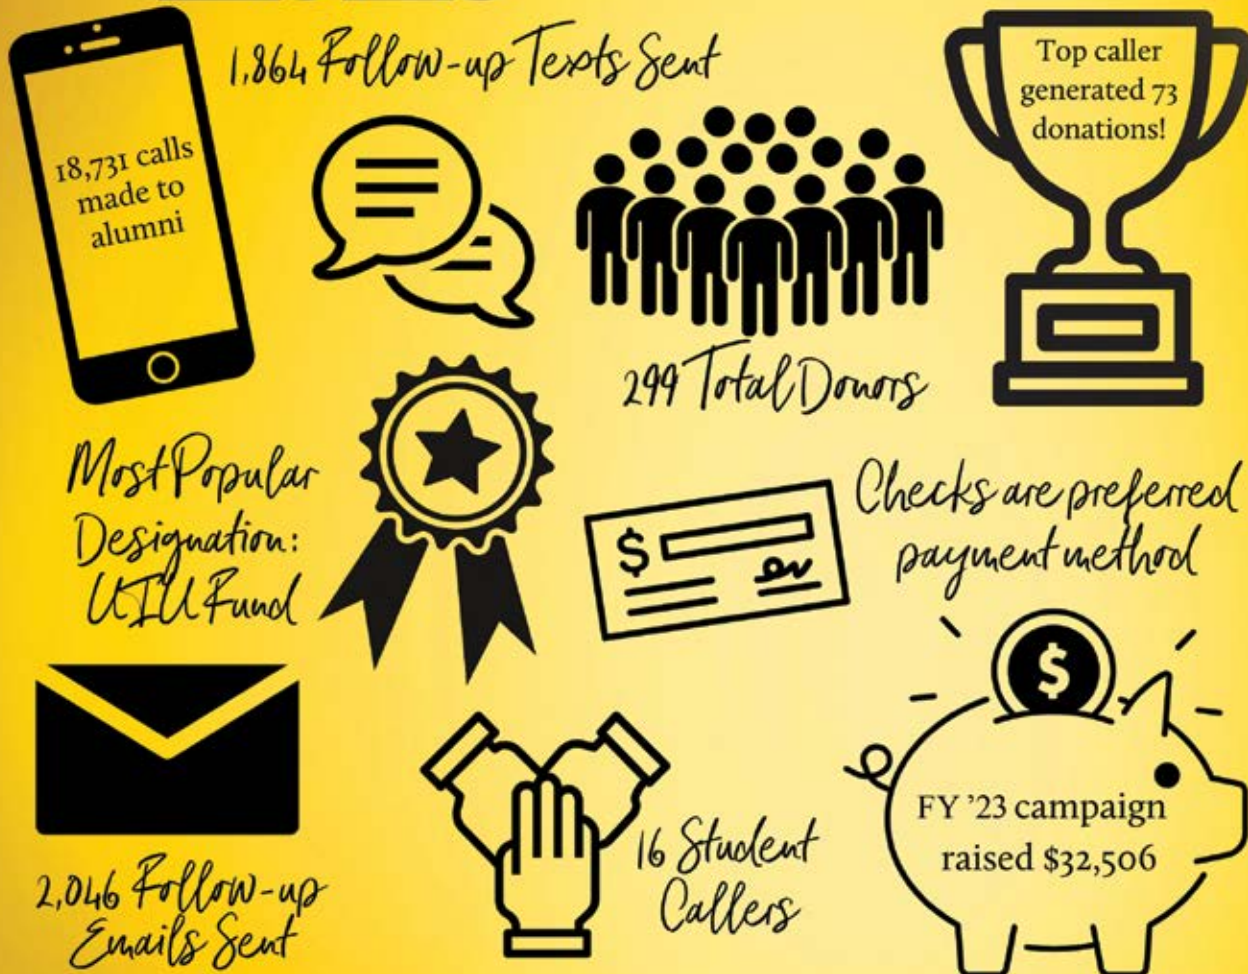 1,864 Follow-up Texts Sent
18,731 calls
made to
alumni
Top caller
generated 73
donations!
299 Total Donors
Most Popular
Designation:
UIU Fund
Checks are preferred
payment method
$
$
2,046 Follow-up
Emails Sent
16 Student
Callers
FY ’23 campaign
raised $32,506